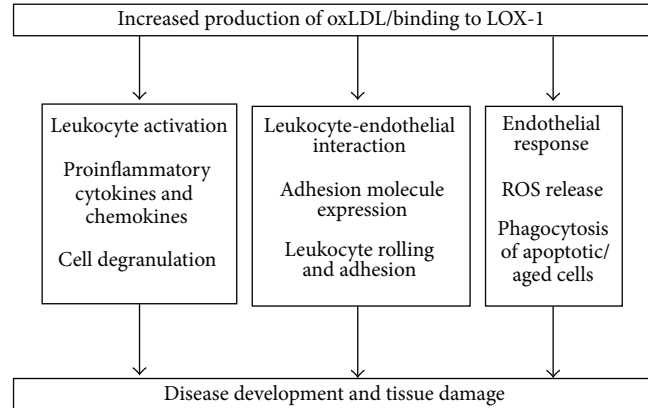 Increased production of oxLDL/binding to LOX-1
Leukocyte activation
Proinflammatory
cytokines and
chemokines
Cell degranulation
Leukocyte-endothelial
interaction
Adhesion molecule
expression
Leukocyte rolling
and adhesion
Endothelial
response
ROS release
Phagocytosis
of apoptotic/
aged cells
Disease development and tissue damage